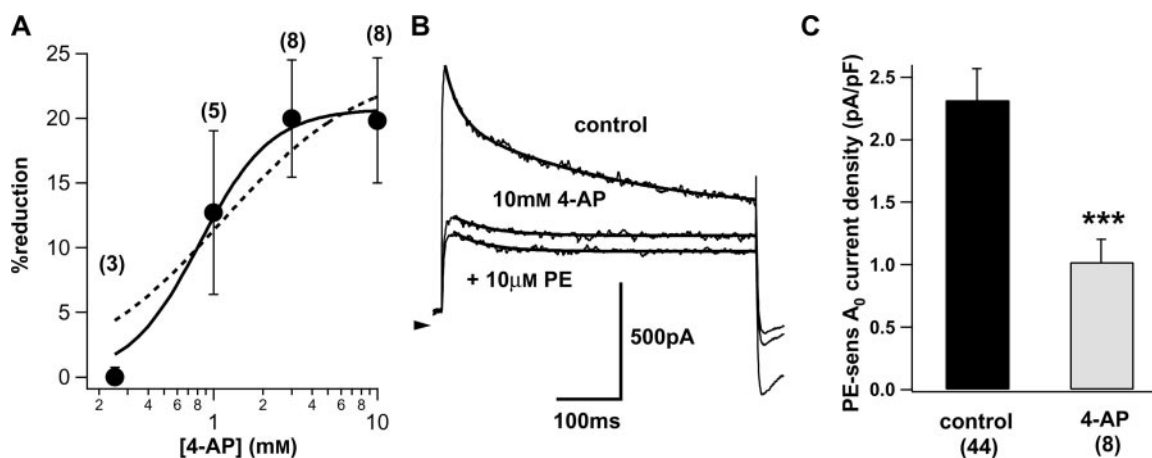 A
%reduction
25
20
15
10
5
0
(3)
(5)
(8)
(8)
2 4 6 8 2 4 6 8
1 10
[4-AP] (mM)
B
control
10mM 4-AP
+ 10μM PE
500pA
100ms
C
PE-sens A0 current density (pA/pF)
2.5
2.0
1.5
1.0
0.5
0.0
***
control
(44)
4-AP
(8)